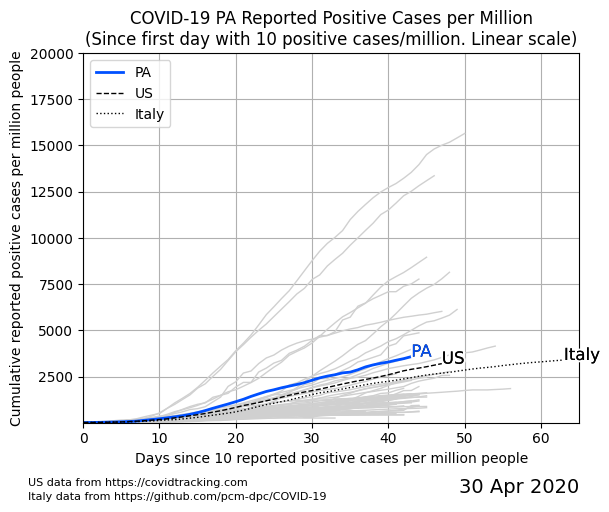 COVID-19 PA Reported Positive Cases per Million
(Since first day with 10 positive cases/million. Linear scale)
Cumulative reported positive cases per million people
20000
17500
15000
12500
10000
7500
5000
2500
PA
US
Italy
PA
US
Italy
0
10
20
30
40
50
60
Days since 10 reported positive cases per million people
US data from https://covidtracking.com
Italy data from https://github.com/pcm-dpc/COVID-19
30 Apr 2020